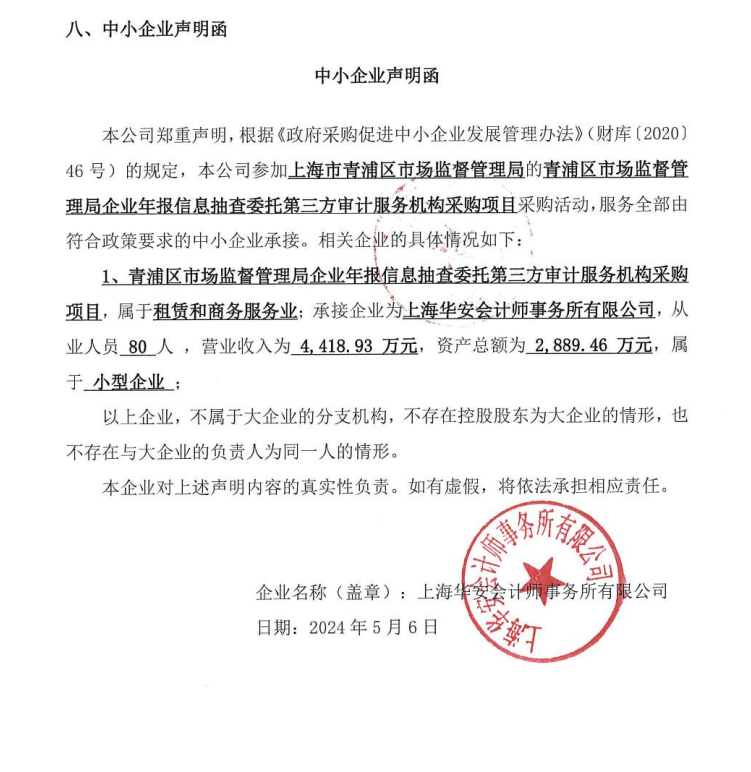 八、中小企业声明函
中小企业声明函
本公司郑重声明，根据《政府采购促进中小企业发展管理办法》（财库〔2020〕
46 号）的规定，本公司参加上海市青浦区市场监督管理局的青浦区市场监督管
理局企业年报信息抽查委托第三方审计服务机构采购项目采购活动，服务全部由
符合政策要求的中小企业承接。相关企业的具体情况如下：
1、青浦区市场监督管理局企业年报信息抽查委托第三方审计服务机构采购
项目，属于租赁和商务服务业；承接企业为上海华安会计师事务所有限公司，从
业人员 80 人 ，营业收入为 4,418.93 万元，资产总额为 2,889.46 万元，属
于 小型企业 ；
以上企业，不属于大企业的分支机构，不存在控股股东为大企业的情形，也
不存在与大企业的负责人为同一人的情形。
本企业对上述声明内容的真实性负责。如有虚假，将依法承担相应责任。
企业名称（盖章）：上海华安会计师事务所有限公司
日期：2024 年 5 月 6 日
上海华安会计师事务所有限公司